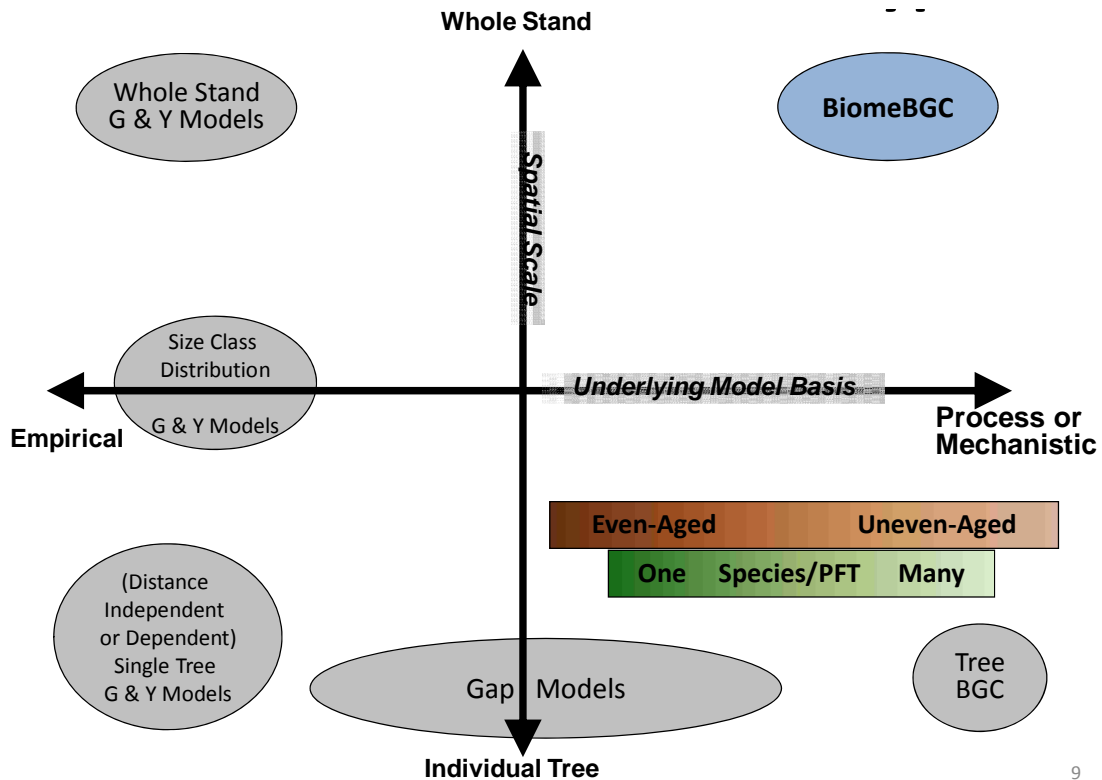 Whole Stand
Whole Stand
G & Y Models
BiomeBGC
Spatial Scale
Size Class
Distribution
G & Y Models
Underlying Model Basis
Empirical
Process or
Mechanistic
Even-Aged Uneven-Aged
One Species/PFT Many
(Distance
Independent
or Dependent)
Single Tree
G & Y Models
Gap Models
Tree
BGC
Individual Tree
9